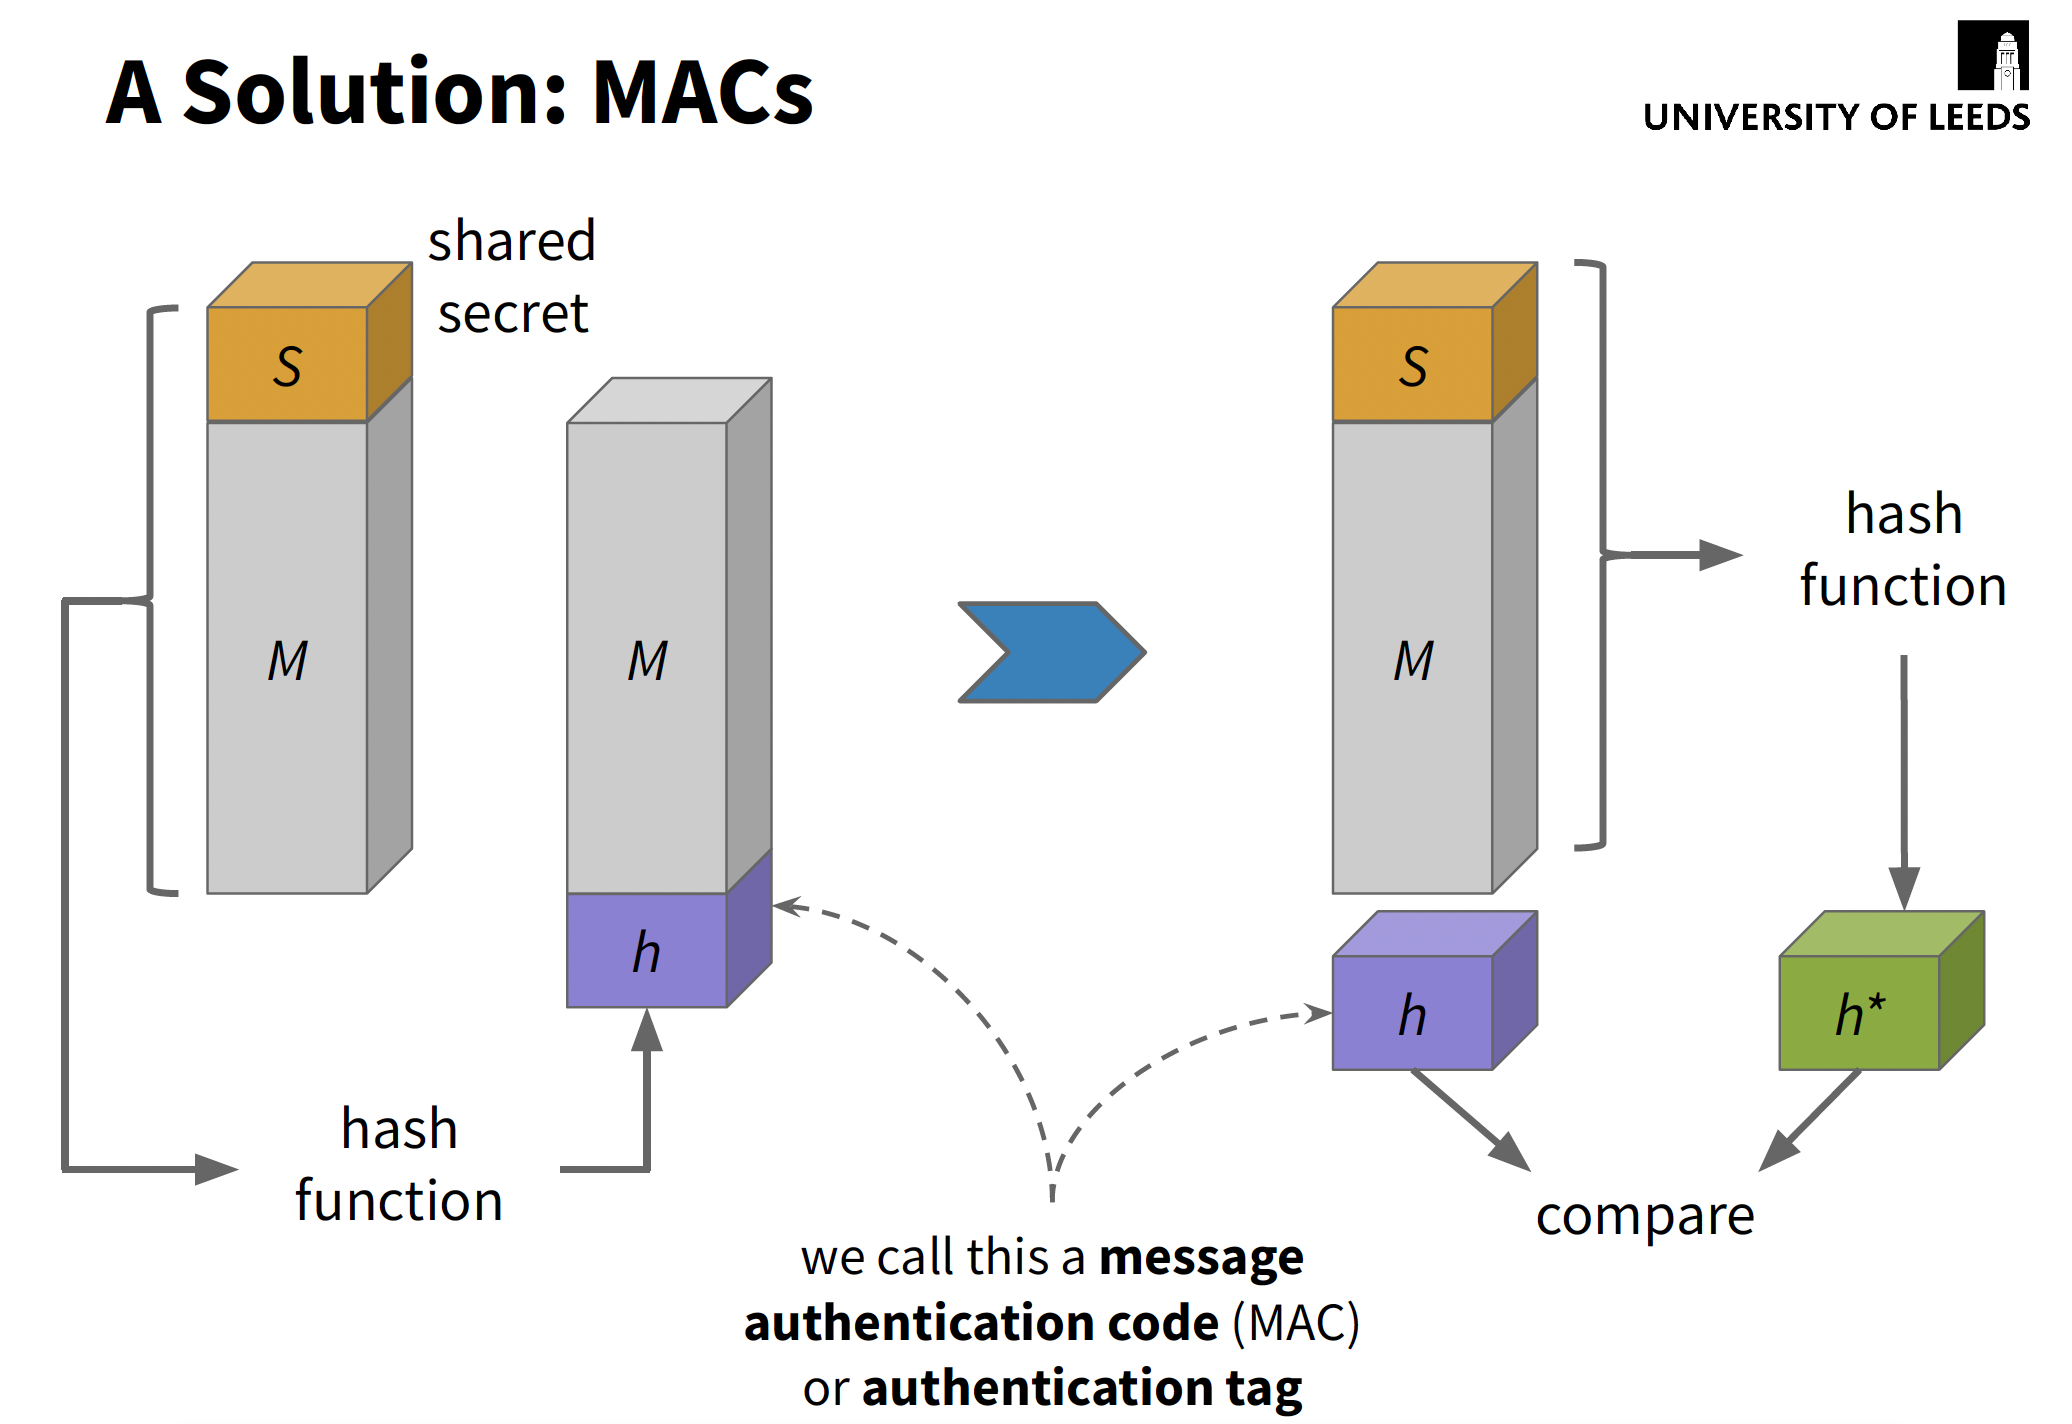 A Solution: MACs
UNIVERSITY OF LEEDS
shared
secret
S
M
M
h
hash
function
S
M
hash
function
h
h*
compare
we call this a message
authentication code (MAC)
or authentication tag